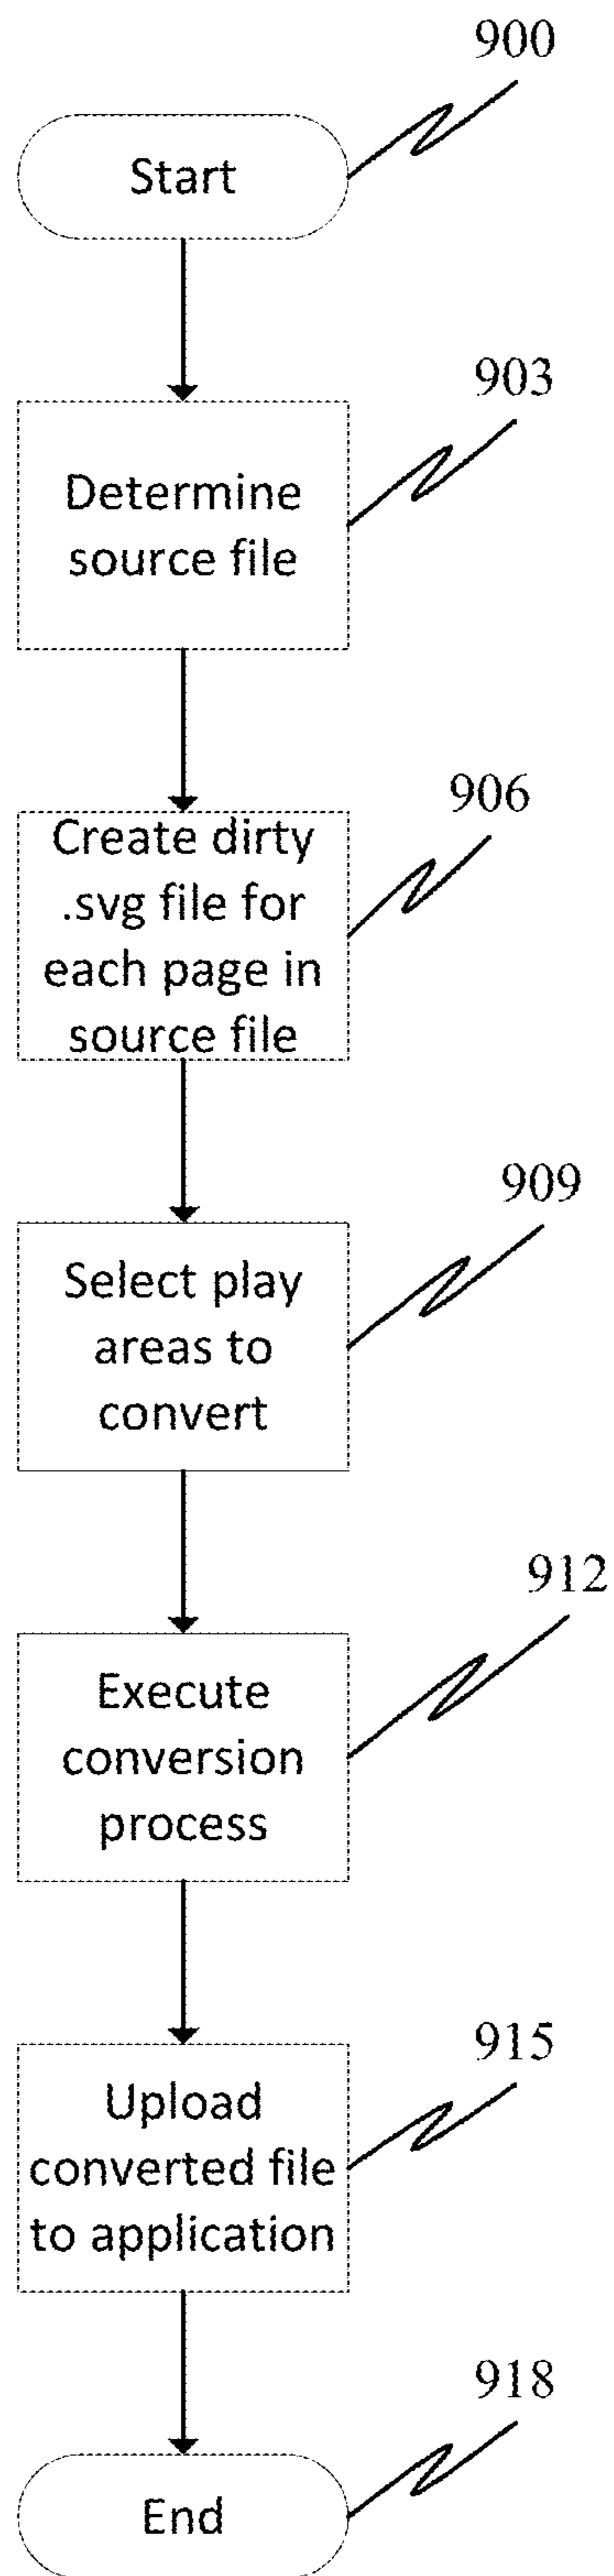 900
Start
903
Determine
source file
906
Create dirty
.svg file for
each page in
source file
909
Select play
areas to
convert
912
Execute
conversion
process
915
Upload
converted file
to application
918
End